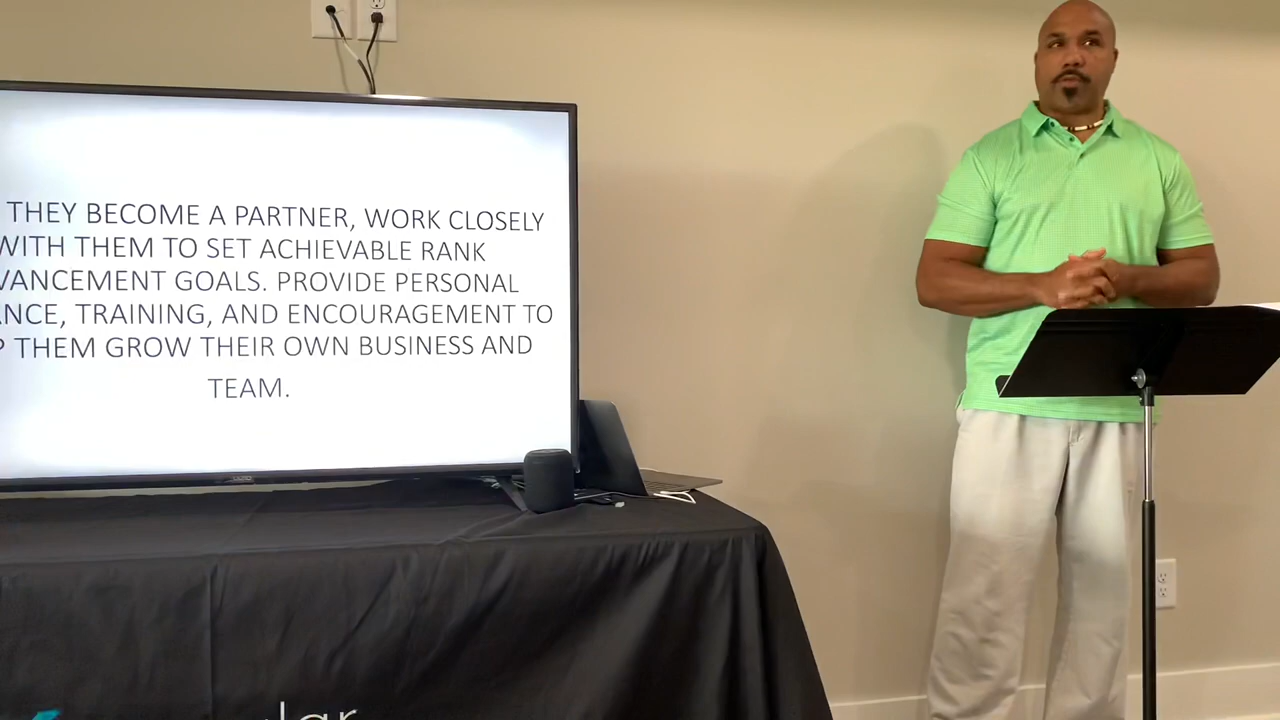 THEY BECOME A PARTNER, WORK CLOSELY
WITH THEM TO SET ACHIEVABLE RANK
VANCEMENT GOALS. PROVIDE PERSONAL
NCE, TRAINING, AND ENCOURAGEMENT TO
P THEM GROW THEIR OWN BUSINESS AND
TEAM.
lar